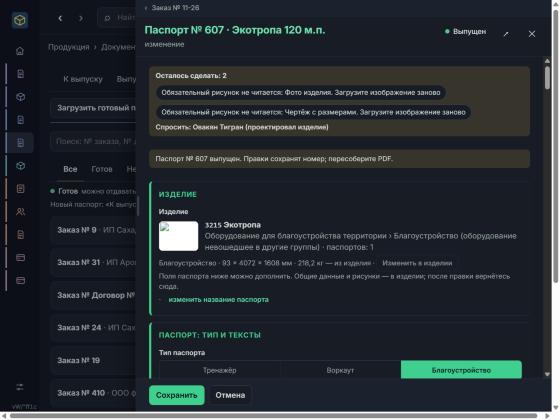 ‹ Заказ № 11-26
Паспорт № 607 · Экотропа 120 м.п.
изменение
Выпущен
Найт
Продукция › Докумен
К выпуску Выпу
Загрузить готовый п
Поиск: № заказа, № д
Все Готов Не
Готов можно отдавать
Новый паспорт: «К выпус
Заказ № 9 · ИП Саха
Заказ № 31 · ИП Аро
Заказ № Договор №
Заказ № 24 · ИП Сах
Заказ № 19
Заказ № 410 · ООО ф
Осталось сделать: 2
Обязательный рисунок не читается: Фото изделия. Загрузите изображение заново
Обязательный рисунок не читается: Чертёж с размерами. Загрузите изображение заново
Спросить: Овакян Тигран (проектировал изделие)
Паспорт № 607 выпущен. Правки сохранят номер; пересоберите PDF.
ИЗДЕЛИЕ
Изделие
3215 Экотропа
Оборудование для благоустройства территории › Благоустройство (оборудование
невошедшее в другие группы) · паспортов: 1
Благоустройство · 93 × 4072 × 1608 мм · 218,2 кг — из изделия · Изменить в изделии
Поля паспорта ниже можно дополнить. Общие данные и рисунки — в изделии; после правки вернётесь
сюда.
· изменить название паспорта
ПАСПОРТ: ТИП И ТЕКСТЫ
Тип паспорта
Тренажёр Воркаут Благоустройство
Сохранить Отмена